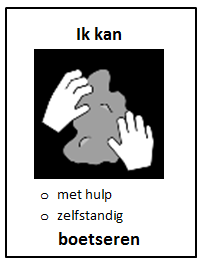 Ik kan
o met hulp
o zelfstandig
boetseren